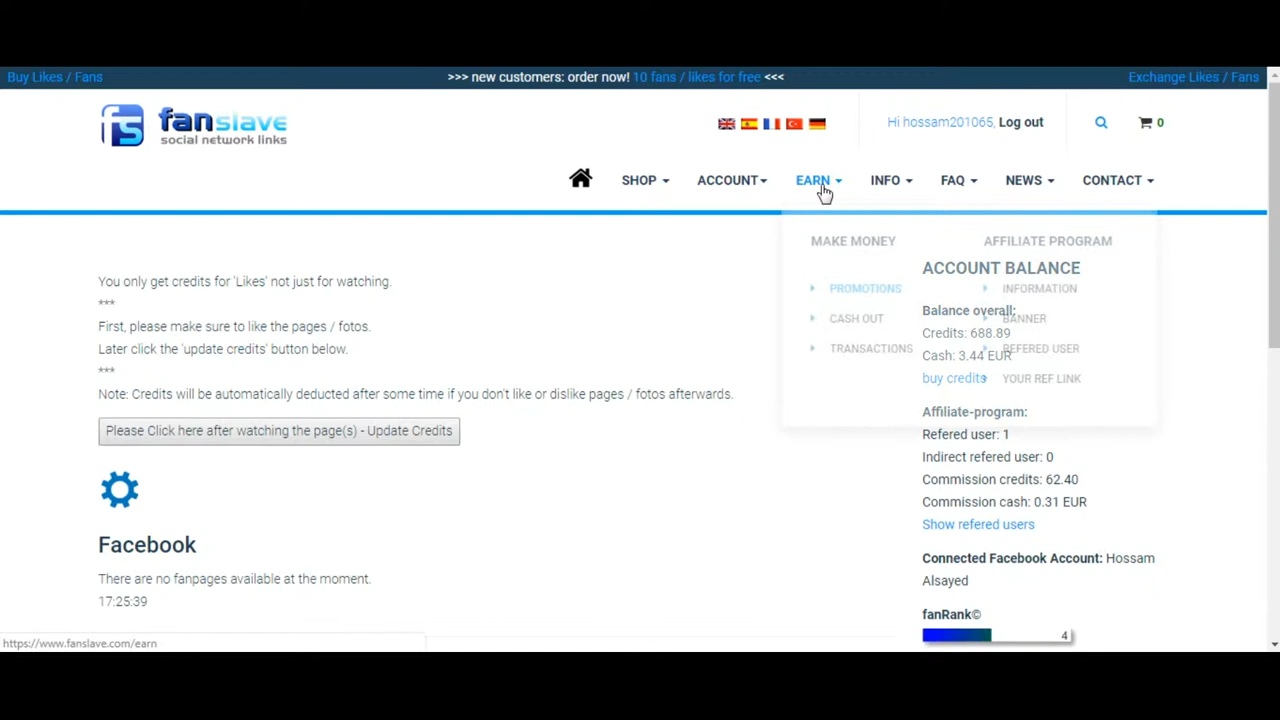 Buy Likes / Fans
>>> new customers: order now! 10 fans / likes for free <<<
Exchange Likes / Fans
fs fanslave
social network links
Hi hossam201065, Log out
0
SHOP
ACCOUNT
EARN
INFO
FAQ
NEWS
CONTACT
MAKE MONEY
PROMOTIONS
CASH OUT
TRANSACTIONS
AFFILIATE PROGRAM
INFORMATION
BANNER
REFERED USER
YOUR REF LINK
You only get credits for 'Likes' not just for watching.
***
First, please make sure to like the pages / fotos.
Later click the 'update credits' button below.
***
Note: Credits will be automatically deducted after some time if you don't like or dislike pages / fotos afterwards.
Please Click here after watching the page(s) - Update Credits
Facebook
There are no fanpages available at the moment.
17:25:39
ACCOUNT BALANCE
Balance overall:
Credits: 688.89
Cash: 3.44 EUR
buy credits
Affiliate-program:
Refered user: 1
Indirect refered user: 0
Commission credits: 62.40
Commission cash: 0.31 EUR
Show refered users
Connected Facebook Account: Hossam
Alsayed
fanRank©
4
https://www.fanslave.com/earn